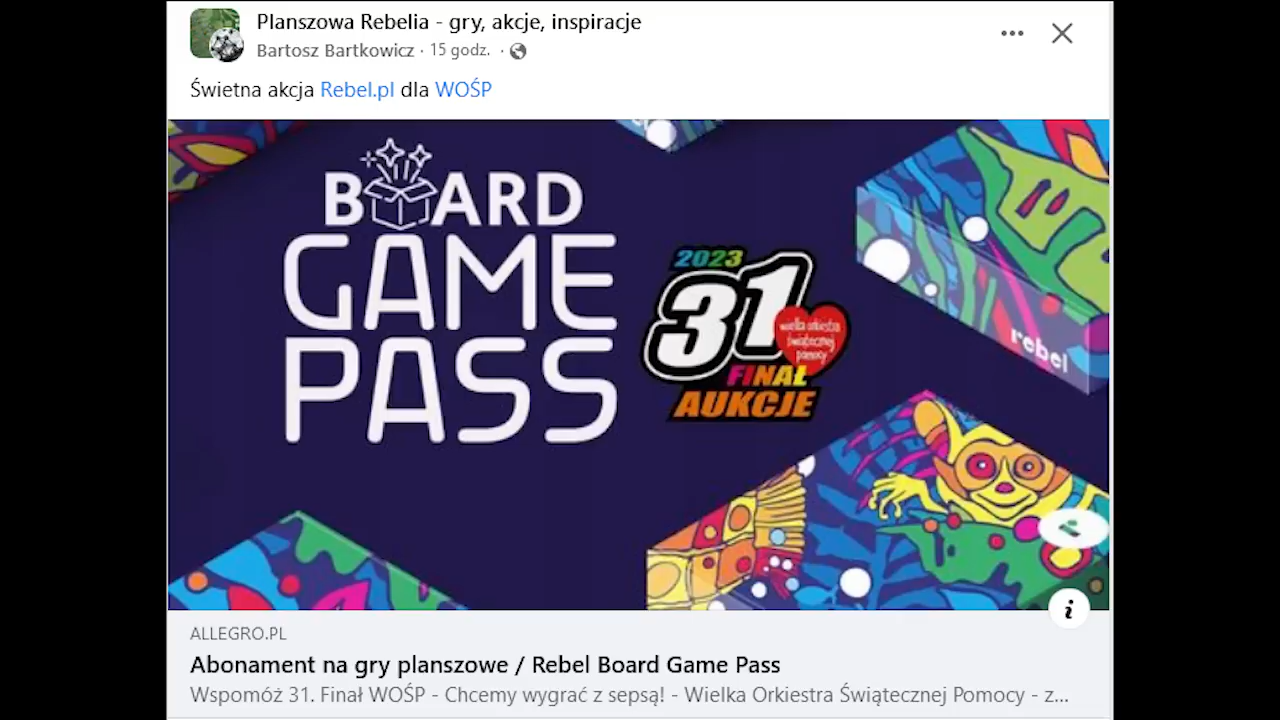 Planszowa Rebelia - gry, akcje, inspiracje
Bartosz Bartkowicz · 15 godz. ·
Świetna akcja Rebel.pl dla WOŚP
BOARD
GAME
PASS
2023
31
wielka orkiestra
świątecznej
pomocy
FINAŁ
AUKCJE
rebel
ALLEGRO.PL
Abonament na gry planszowe / Rebel Board Game Pass
Wspomóż 31. Finał WOŚP - Chcemy wygrać z sepsą! - Wielka Orkiestra Świątecznej Pomocy - z...